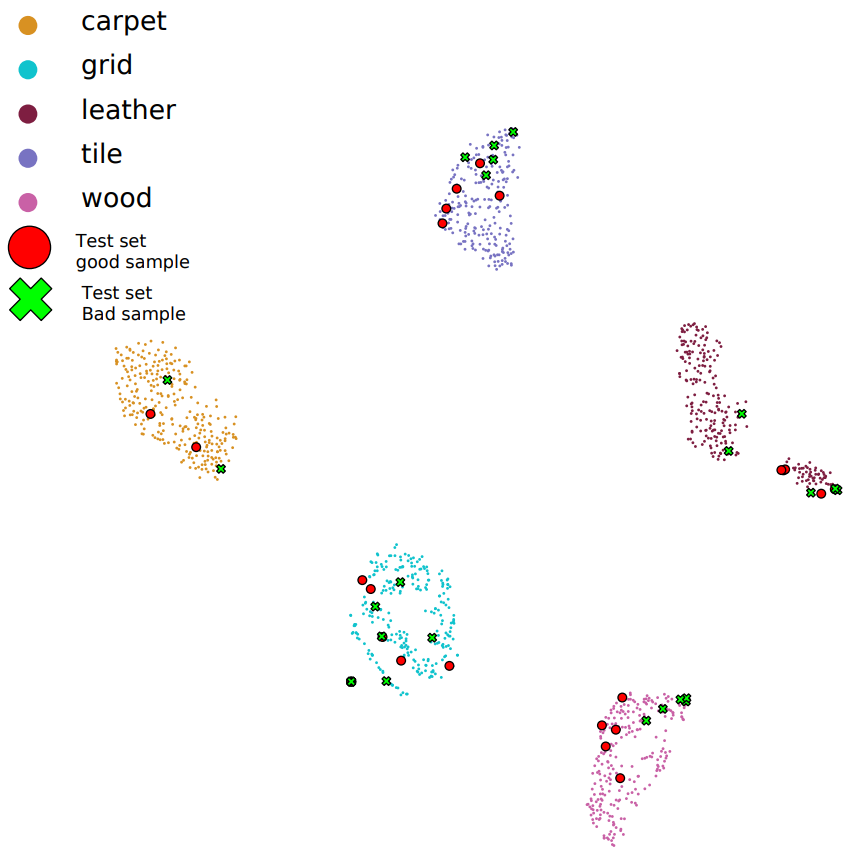 carpet
grid
leather
tile
wood
Test set
good sample
Test set
Bad sample